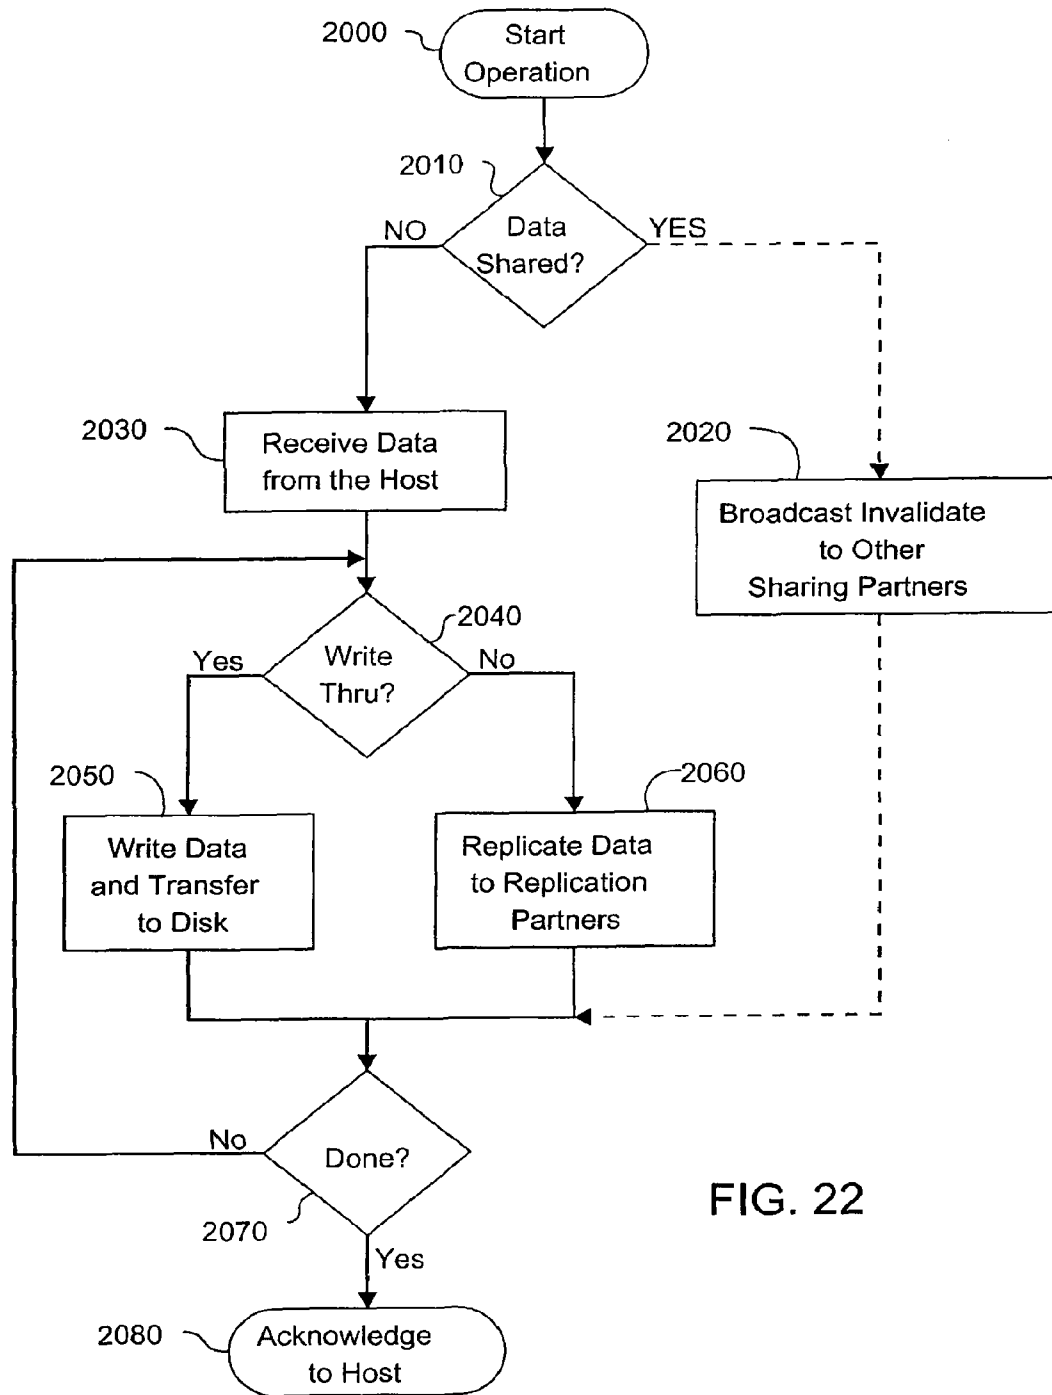 2000
Start
Operation
2010
Data
Shared?
NO
YES
2030
Receive Data
from the Host
2020
Broadcast Invalidate
to Other
Sharing Partners
2040
Write
Thru?
Yes
No
2050
Write Data
and Transfer
to Disk
2060
Replicate Data
to Replication
Partners
No
Done?
2070
Yes
FIG. 22
2080
Acknowledge
to Host